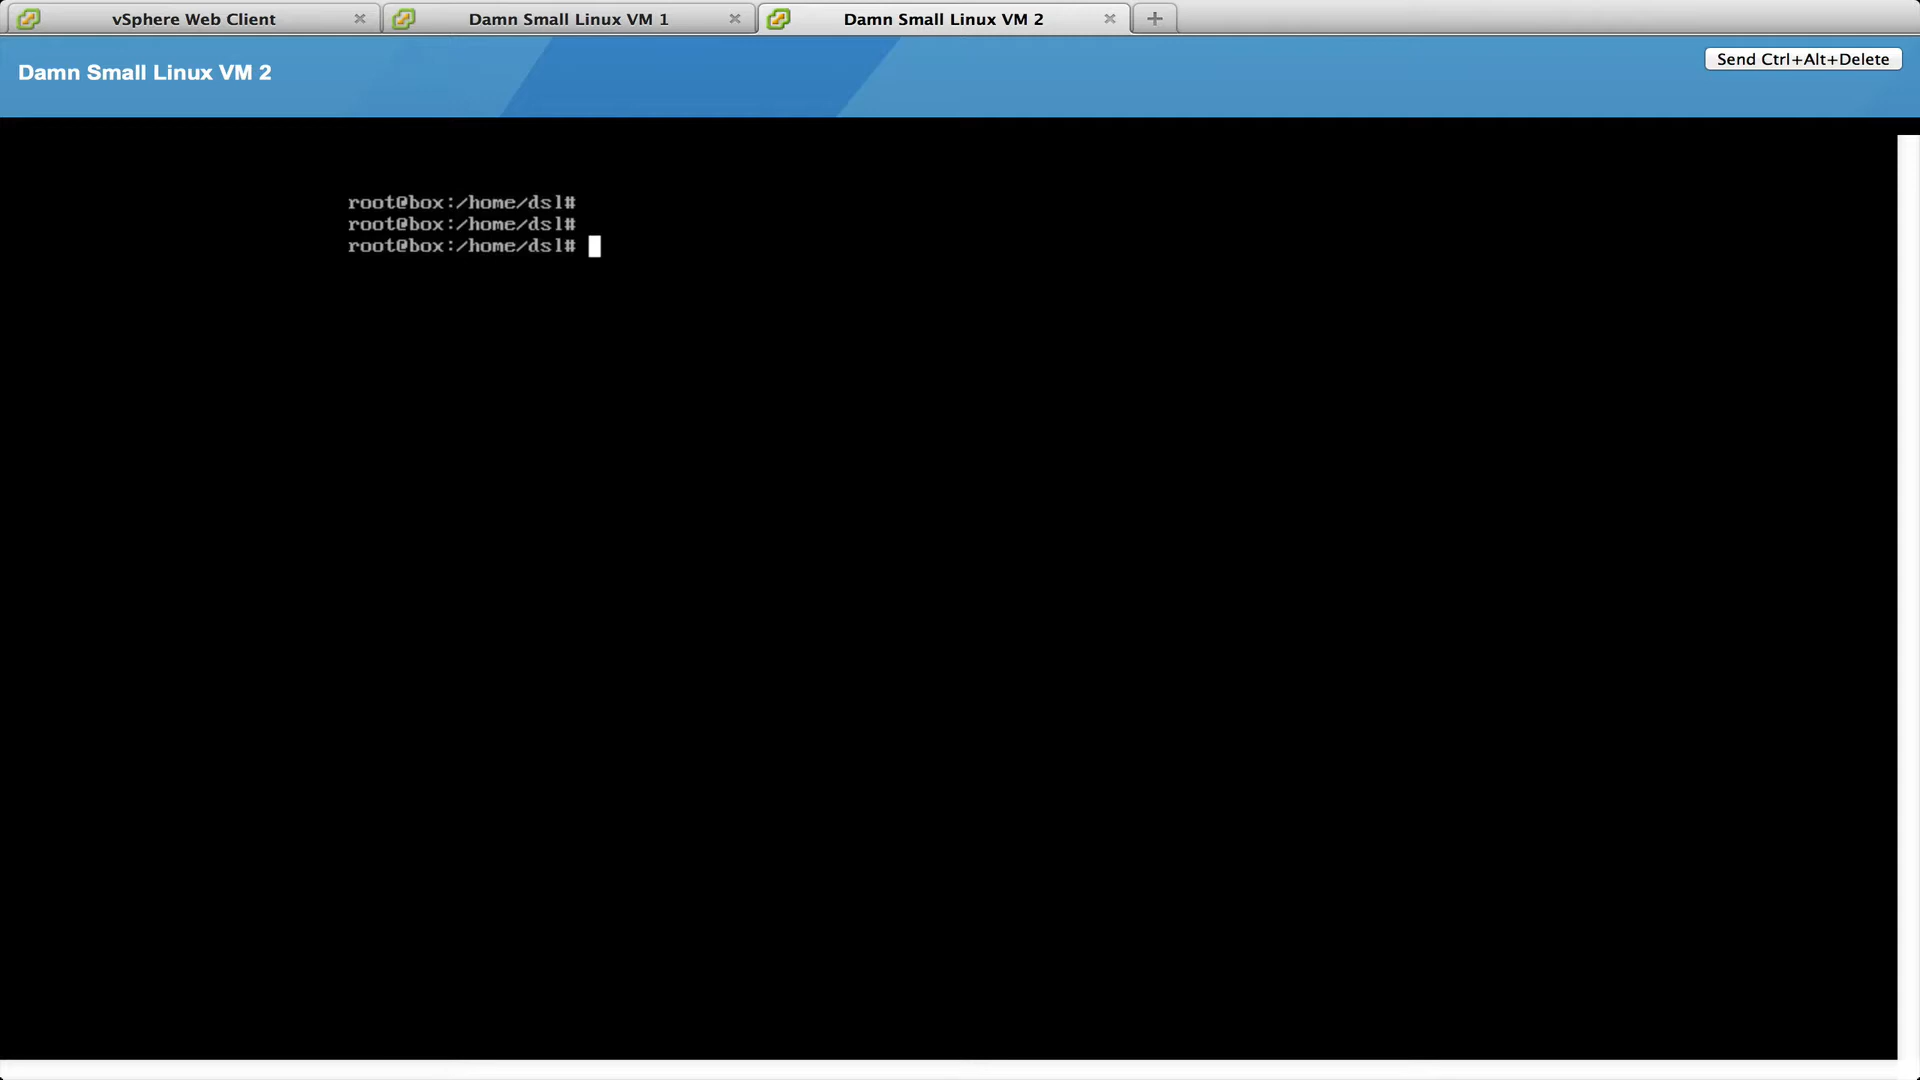 vSphere Web Client
Damn Small Linux VM 1
Damn Small Linux VM 2
Damn Small Linux VM 2
Send Ctrl+Alt+Delete
root@box:/home/dsl#
root@box:/home/dsl#
root@box:/home/dsl#